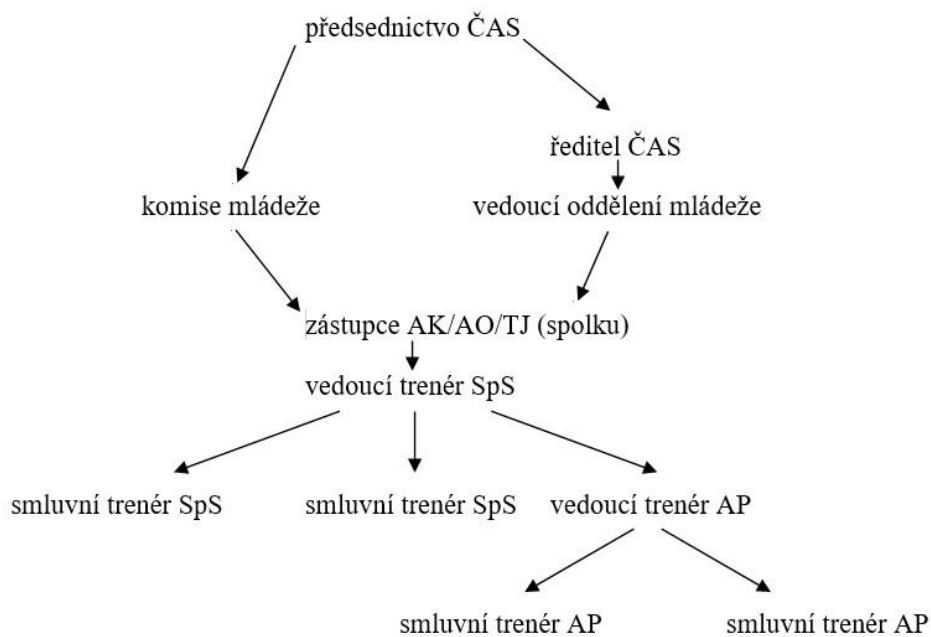 předsednictvo ČAS
ředitel ČAS
komise mládeže
vedoucí oddělení mládeže
zástupce AK/AO/TJ (spolku)
vedoucí trenér SpS
smluvní trenér SpS
smluvní trenér SpS
vedoucí trenér AP
smluvní trenér AP
smluvní trenér AP